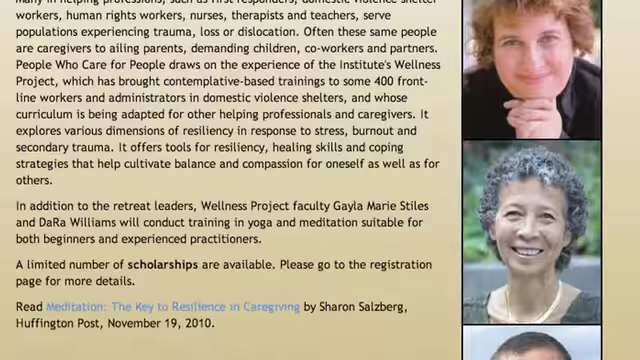 Many in helping professions, such as first responders, domestic violence shelter
workers, human rights workers, nurses, therapists and teachers, serve
populations experiencing trauma, loss or dislocation. Often these same people
are caregivers to ailing parents, demanding children, co-workers and partners.
People Who Care for People draws on the experience of the Institute's Wellness
Project, which has brought contemplative-based trainings to some 400 front-
line workers and administrators in domestic violence shelters, and whose
curriculum is being adapted for other helping professionals and caregivers. It
explores various dimensions of resiliency in response to stress, burnout and
secondary trauma. It offers tools for resiliency, healing skills and coping
strategies that help cultivate balance and compassion for oneself as well as for
others.
In addition to the retreat leaders, Wellness Project faculty Gayla Marie Stiles
and DaRa Williams will conduct training in yoga and meditation suitable for
both beginners and experienced practitioners.
A limited number of scholarships are available. Please go to the registration
page for more details.
Read Meditation: The Key to Resilience in Caregiving by Sharon Salzberg,
Huffington Post, November 19, 2010.